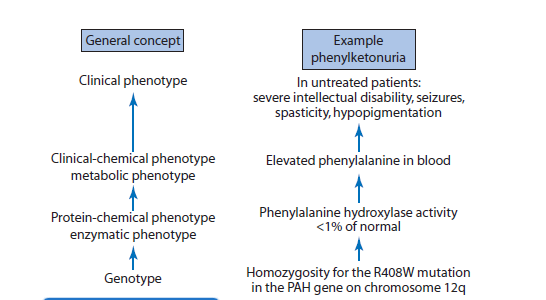 General concept
Clinical phenotype
Clinical-chemical phenotype
metabolic phenotype
Protein-chemical phenotype
enzymatic phenotype
Genotype
Example
phenylketonuria
In untreated patients:
severe intellectual disability, seizures,
spasticity, hypopigmentation
Elevated phenylalanine in blood
Phenylalanine hydroxylase activity
<1% of normal
Homozygosity for the R408W mutation
in the PAH gene on chromosome 12q